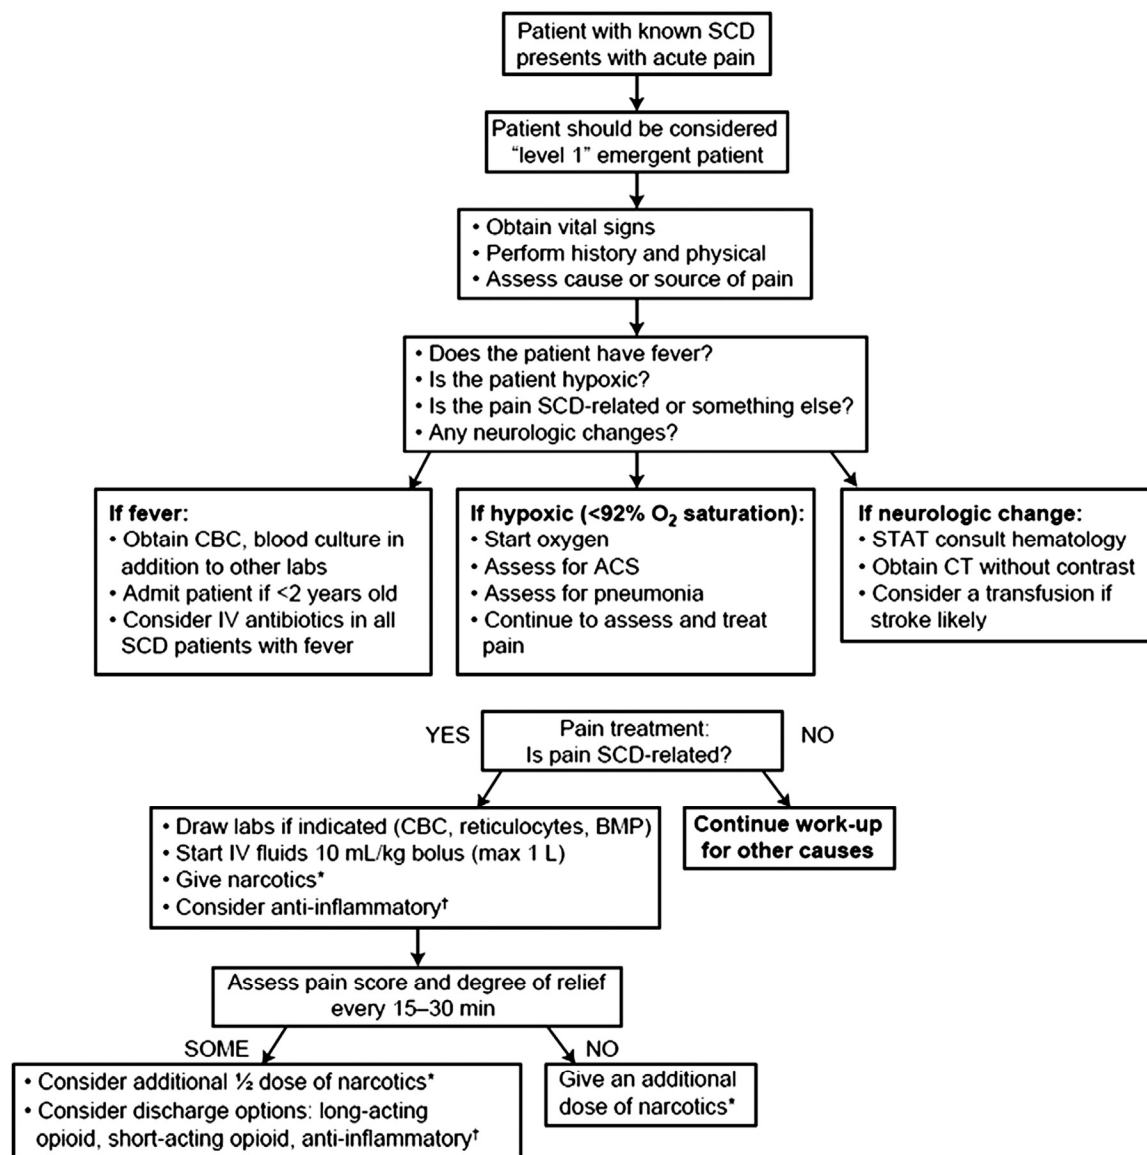 Patient with known SCD
presents with acute pain
Patient should be considered
“level 1” emergent patient
• Obtain vital signs
• Perform history and physical
• Assess cause or source of pain
• Does the patient have fever?
• Is the patient hypoxic?
• Is the pain SCD-related or something else?
• Any neurologic changes?
If fever:
• Obtain CBC, blood culture in
addition to other labs
• Admit patient if <2 years old
• Consider IV antibiotics in all
SCD patients with fever
If hypoxic (<92% O₂ saturation):
• Start oxygen
• Assess for ACS
• Assess for pneumonia
• Continue to assess and treat
pain
If neurologic change:
• STAT consult hematology
• Obtain CT without contrast
• Consider a transfusion if
stroke likely
YES
Pain treatment:
Is pain SCD-related?
NO
• Draw labs if indicated (CBC, reticulocytes, BMP)
• Start IV fluids 10 mL/kg bolus (max 1 L)
• Give narcotics*
• Consider anti-inflammatory†
Continue work-up
for other causes
Assess pain score and degree of relief
every 15–30 min
SOME
NO
• Consider additional ½ dose of narcotics*
• Consider discharge options: long-acting
opioid, short-acting opioid, anti-inflammatory†
Give an additional
dose of narcotics*